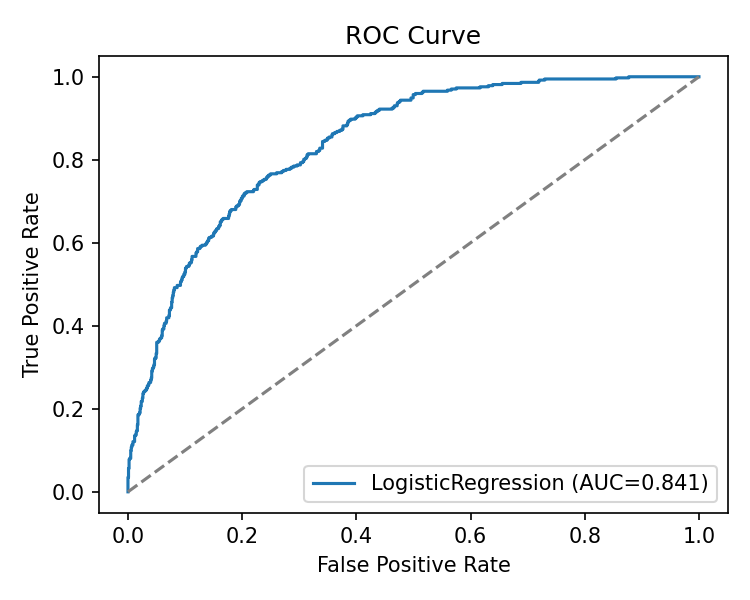 ROC Curve
True Positive Rate
1.0
0.8
0.6
0.4
0.2
0.0
LogisticRegression (AUC=0.841)
0.0 0.2 0.4 0.6 0.8 1.0
False Positive Rate